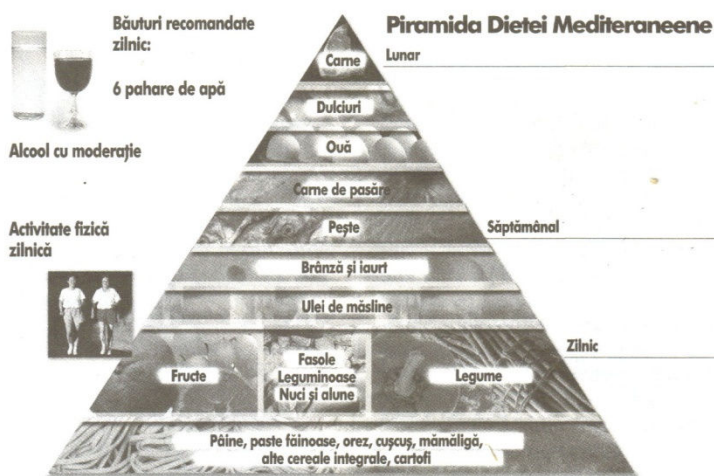 Piramida Dietei Mediteraneene
Băuturi recomandate
zilnic:
6 pahare de apă
Alcool cu moderație
Activitate fizică
zilnică
Lunar
Carne
Dulciuri
Ouă
Carne de pasăre
Pește
Săptămânal
Brânză și iaurt
Ulei de măsline
Zilnic
Fructe
Fasole
Leguminoase
Nuci și alune
Legume
Pâine, paste făinoase, orez, cușcuș, mămăligă,
alte cereale integrale, cartofi